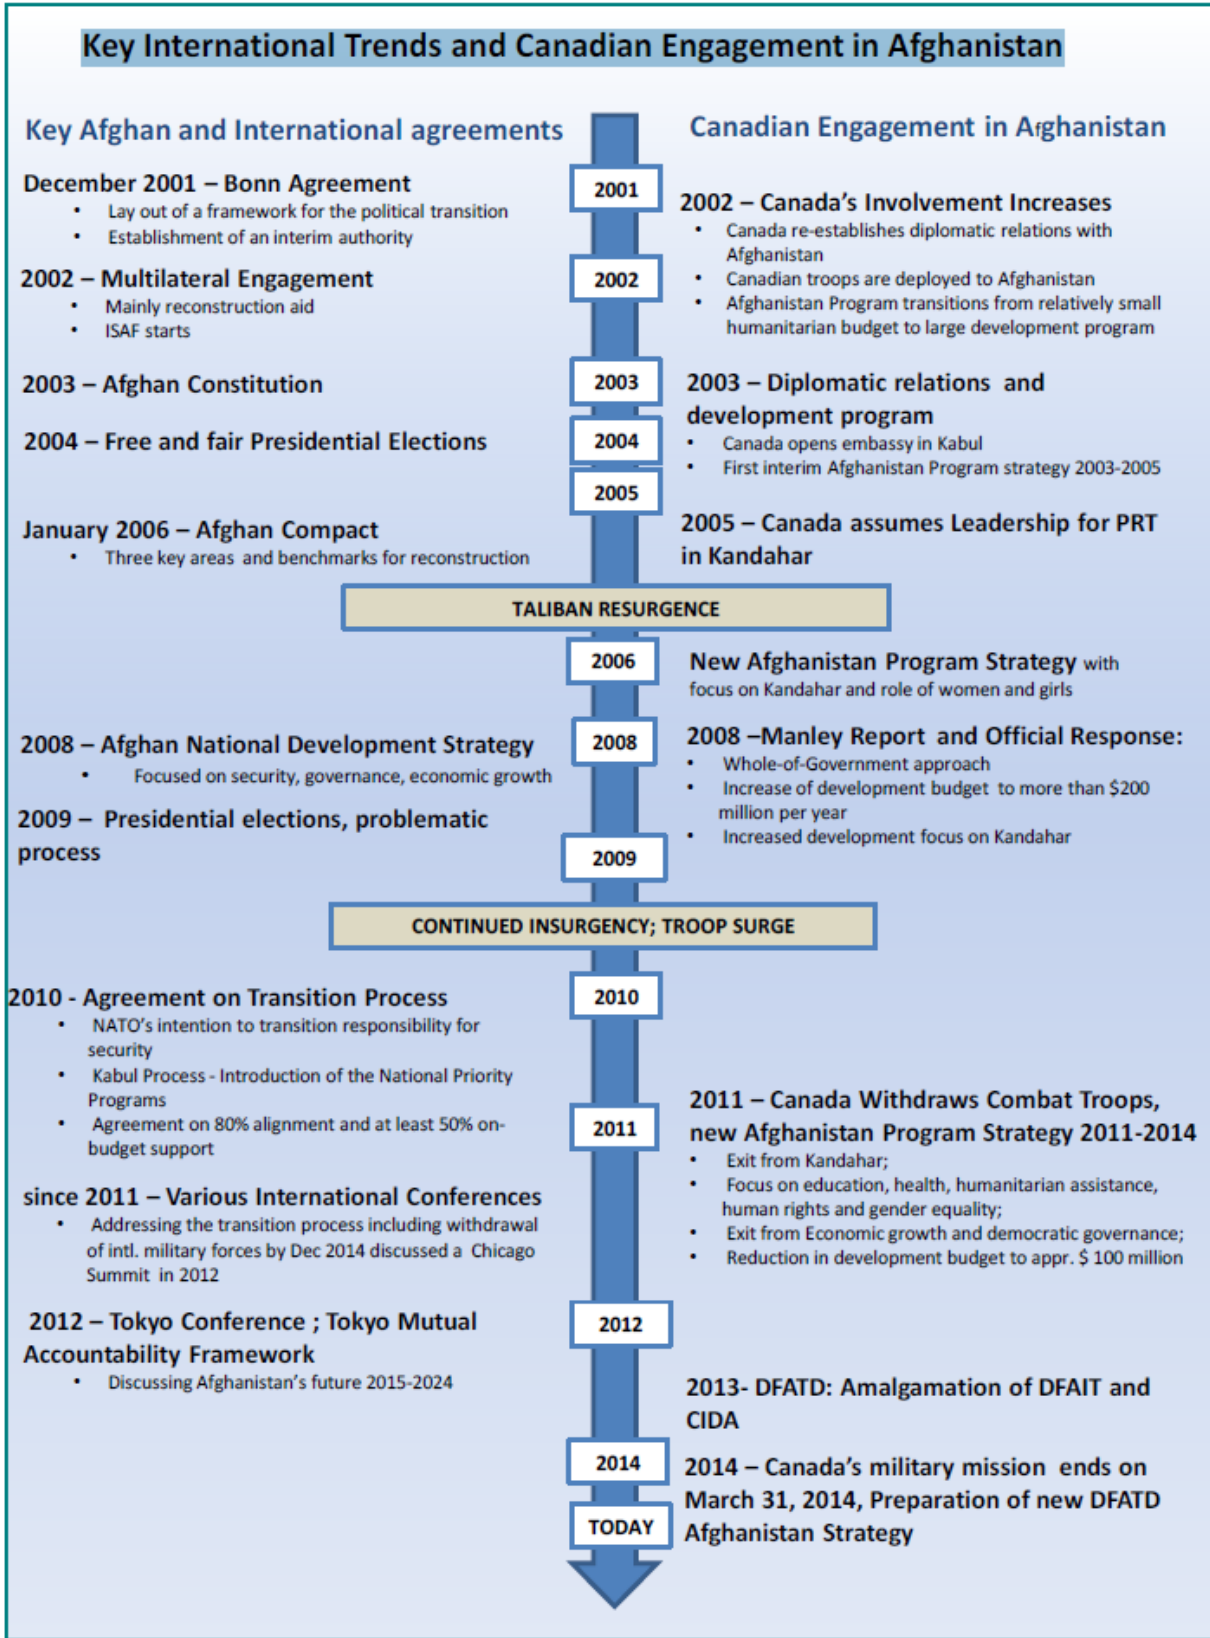 Key International Trends and Canadian Engagement in Afghanistan
Key Afghan and International agreements
December 2001 – Bonn Agreement
• Lay out of a framework for the political transition
• Establishment of an interim authority
2002 – Multilateral Engagement
• Mainly reconstruction aid
• ISAF starts
2003 – Afghan Constitution
2004 – Free and fair Presidential Elections
January 2006 – Afghan Compact
• Three key areas and benchmarks for reconstruction
2001
2002
2003
2004
2005
Canadian Engagement in Afghanistan
2002 – Canada's Involvement Increases
• Canada re-establishes diplomatic relations with
Afghanistan
• Canadian troops are deployed to Afghanistan
• Afghanistan Program transitions from relatively small
humanitarian budget to large development program
2003 – Diplomatic relations and
development program
• Canada opens embassy in Kabul
• First interim Afghanistan Program strategy 2003-2005
2005 – Canada assumes Leadership for PRT
in Kandahar
TALIBAN RESURGENCE
2008 – Afghan National Development Strategy
• Focused on security, governance, economic growth
2009 – Presidential elections, problematic
process
2006
2008
2009
New Afghanistan Program Strategy with
focus on Kandahar and role of women and girls
2008 –Manley Report and Official Response:
• Whole-of-Government approach
• Increase of development budget to more than $200
million per year
• Increased development focus on Kandahar
CONTINUED INSURGENCY; TROOP SURGE
2010 - Agreement on Transition Process
• NATO's intention to transition responsibility for
security
• Kabul Process - Introduction of the National Priority
Programs
• Agreement on 80% alignment and at least 50% on-
budget support
since 2011 – Various International Conferences
• Addressing the transition process including withdrawal
of intl. military forces by Dec 2014 discussed a Chicago
Summit in 2012
2012 – Tokyo Conference ; Tokyo Mutual
Accountability Framework
• Discussing Afghanistan's future 2015-2024
2010
2011
2012
2014
TODAY
2011 – Canada Withdraws Combat Troops,
new Afghanistan Program Strategy 2011-2014
• Exit from Kandahar;
• Focus on education, health, humanitarian assistance,
human rights and gender equality;
• Exit from Economic growth and democratic governance;
• Reduction in development budget to appr. $ 100 million
2013- DFATD: Amalgamation of DFAIT and
CIDA
2014 – Canada's military mission ends on
March 31, 2014, Preparation of new DFATD
Afghanistan Strategy